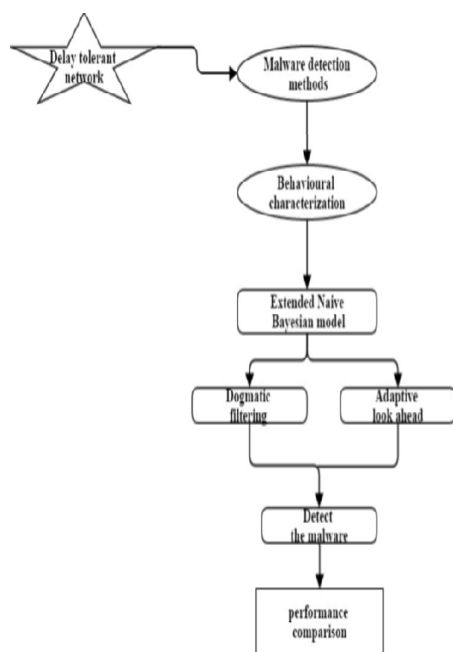 Delay tolerant
network
Malware detection
methods
Behavioural
characterization
Extended Naive
Bayesian model
Dogmatic
filtering
Adaptive
look ahead
Detect
the malware
performance
comparison